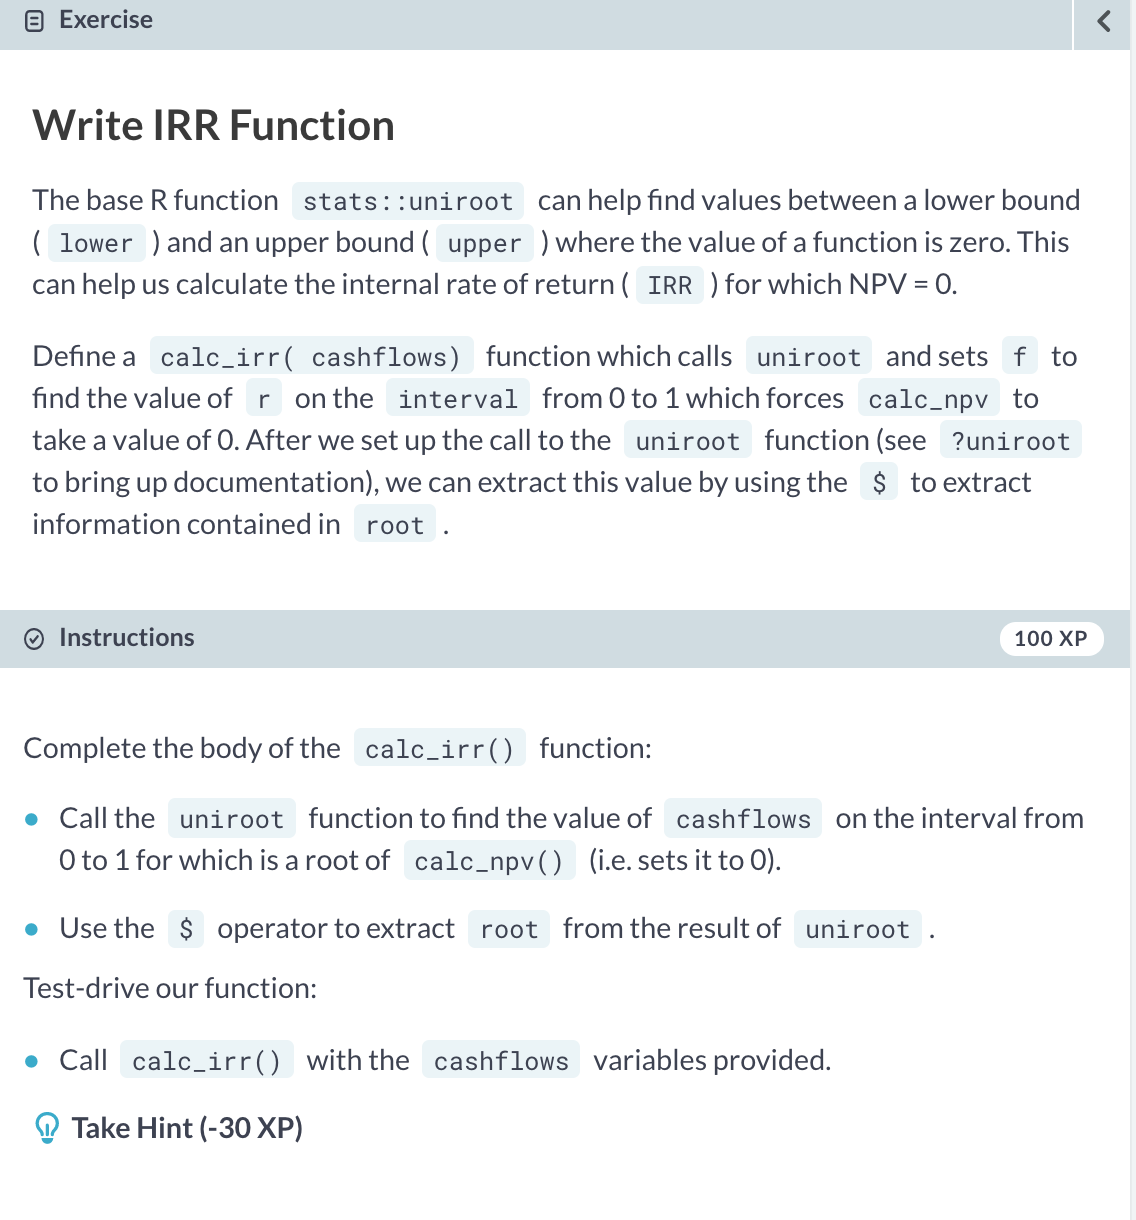 Exercise
Write IRR Function
The base R function stats::uniroot can help find values between a lower bound
( lower ) and an upper bound ( upper ) where the value of a function is zero. This
can help us calculate the internal rate of return ( IRR ) for which NPV = 0.
Define a calc_irr( cashflows) function which calls uniroot and sets f to
find the value of r on the interval from 0 to 1 which forces calc_npv to
take a value of 0. After we set up the call to the uniroot function (see ?uniroot
to bring up documentation), we can extract this value by using the $ to extract
information contained in root .
Instructions
100 XP
Complete the body of the calc_irr() function:
Call the uniroot function to find the value of cashflows on the interval from
0 to 1 for which is a root of calc_npv() (i.e. sets it to 0).
Use the $ operator to extract root from the result of uniroot .
Test-drive our function:
Call calc_irr() with the cashflows variables provided.
Take Hint (-30 XP)